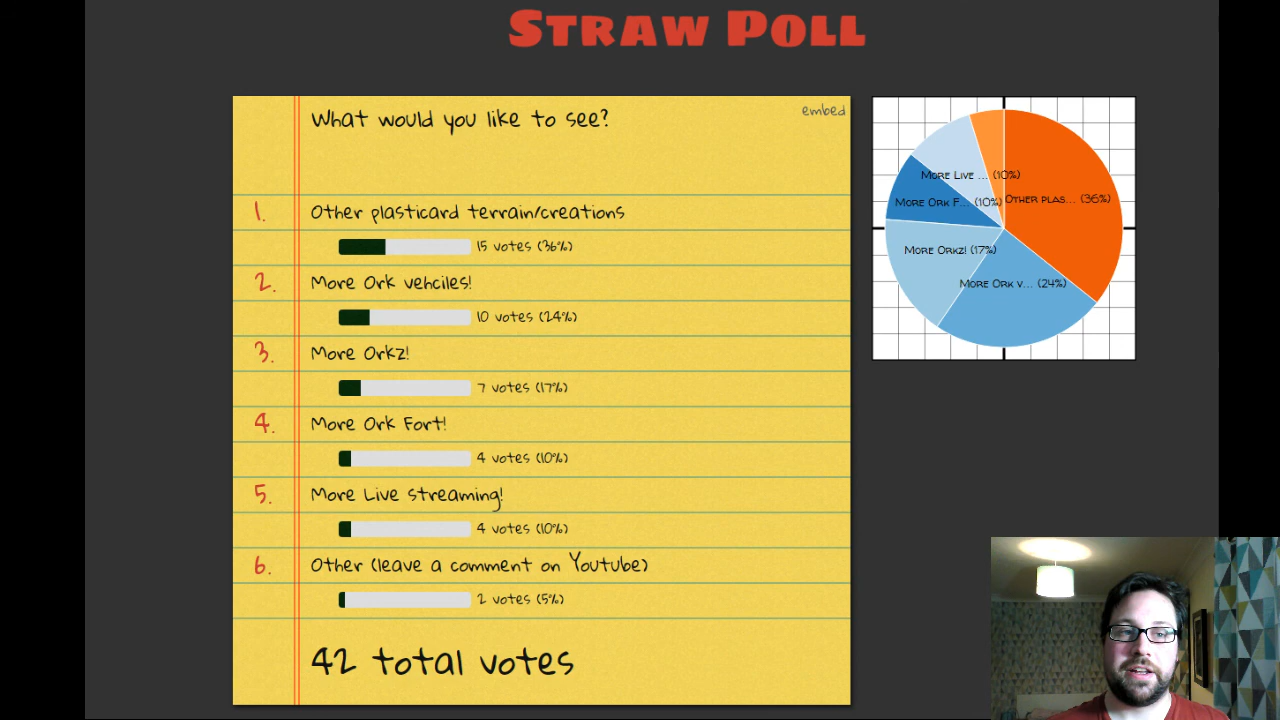 STRAW POLL
What would you like to see?
embed
1. Other plasticard terrain/creations
15 votes (36%)
2. More Ork vehciles!
10 votes (24%)
3. More Orkz!
7 votes (17%)
4. More Ork Fort!
4 votes (10%)
5. More Live streaming!
4 votes (10%)
6. Other (leave a comment on Youtube)
2 votes (5%)
42 total votes
More Live ... (10%)
More Ork F... (10%)
Other plas... (36%)
More Orkz! (17%)
More Ork v... (24%)